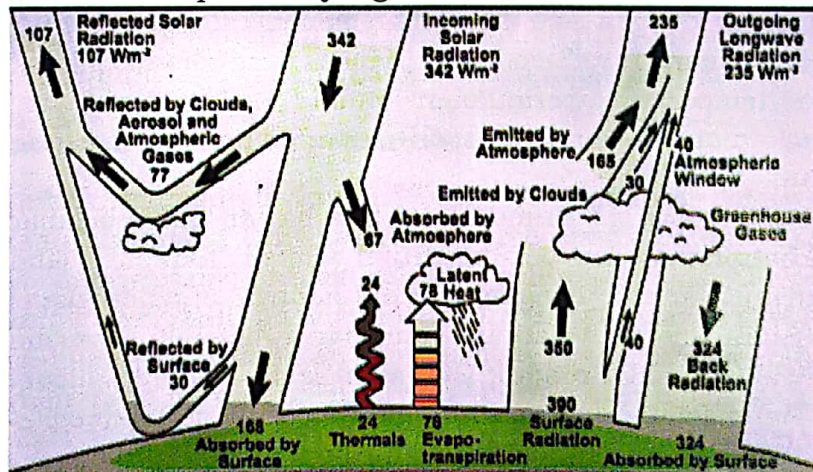 107
Reflected Solar
Radiation
107 Wm⁻²
342
Incoming
Solar
Radiation
342 Wm⁻²
235
Outgoing
Longwave
Radiation
235 Wm⁻²
Reflected by Clouds,
Aerosol and
Atmospheric
Gases
77
Emitted by
Atmosphere
165
40
Atmospheric
Window
Emitted by Clouds
30
Absorbed by
Atmosphere
67
Greenhouse
Gases
Latent
78 Heat
24
Reflected by
Surface
30
350
40
324
Back
Radiation
168
Absorbed by
Surface
24
Thermals
78
Evapo-
transpiration
390
Surface
Radiation
324
Absorbed by Surface